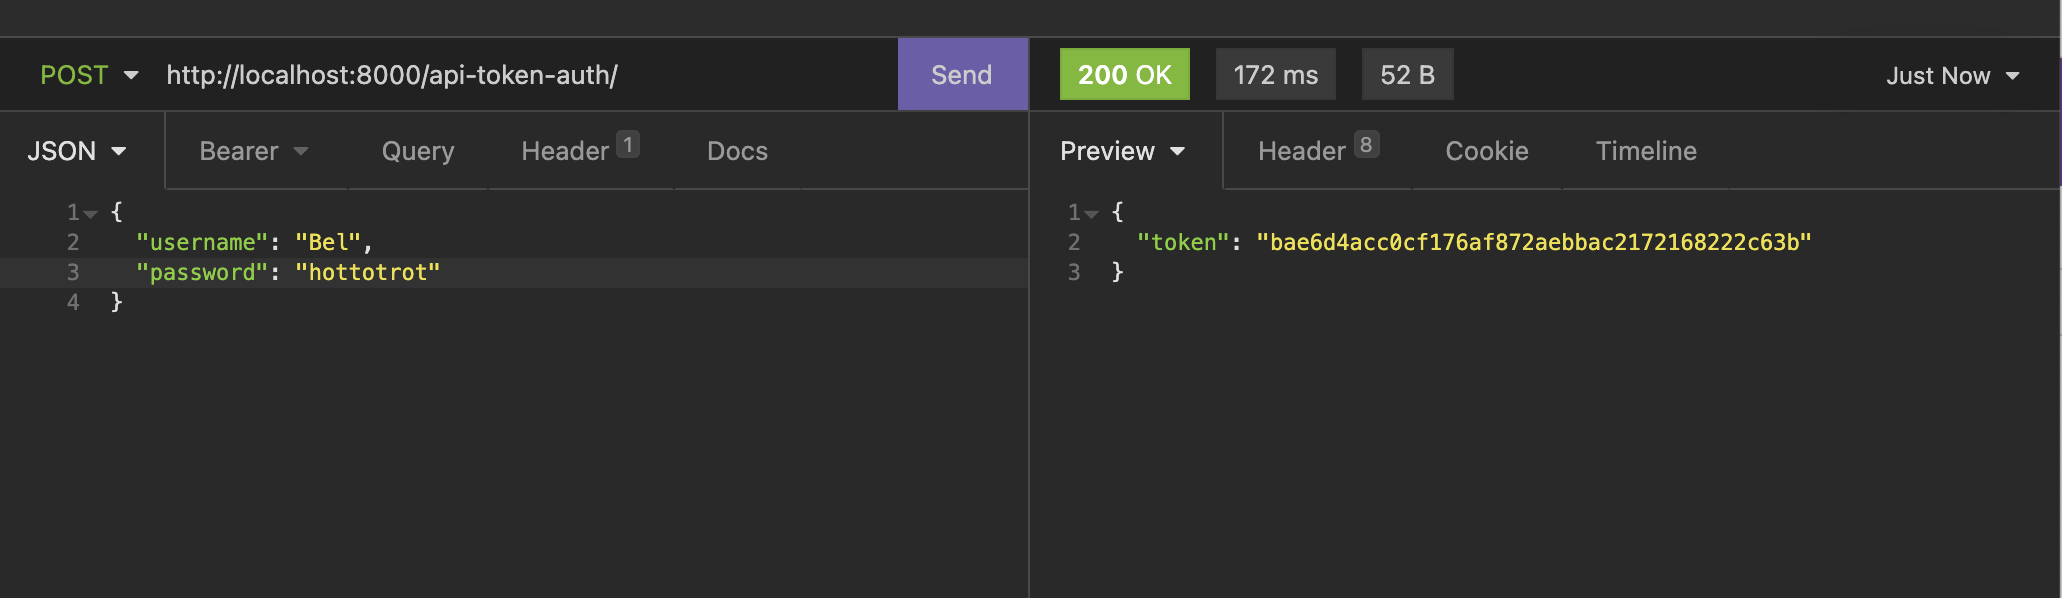 POST http://localhost:8000/api-token-auth/ Send 200 OK 172 ms 52 B Just Now
JSON Bearer Query Header 1 Docs Preview Header 8 Cookie Timeline
1 {
2 "username": "Bel",
3 "password": "hottotrot"
4 }
1 {
2 "token": "bae6d4acc0cf176af872aebbac2172168222c63b"
3 }